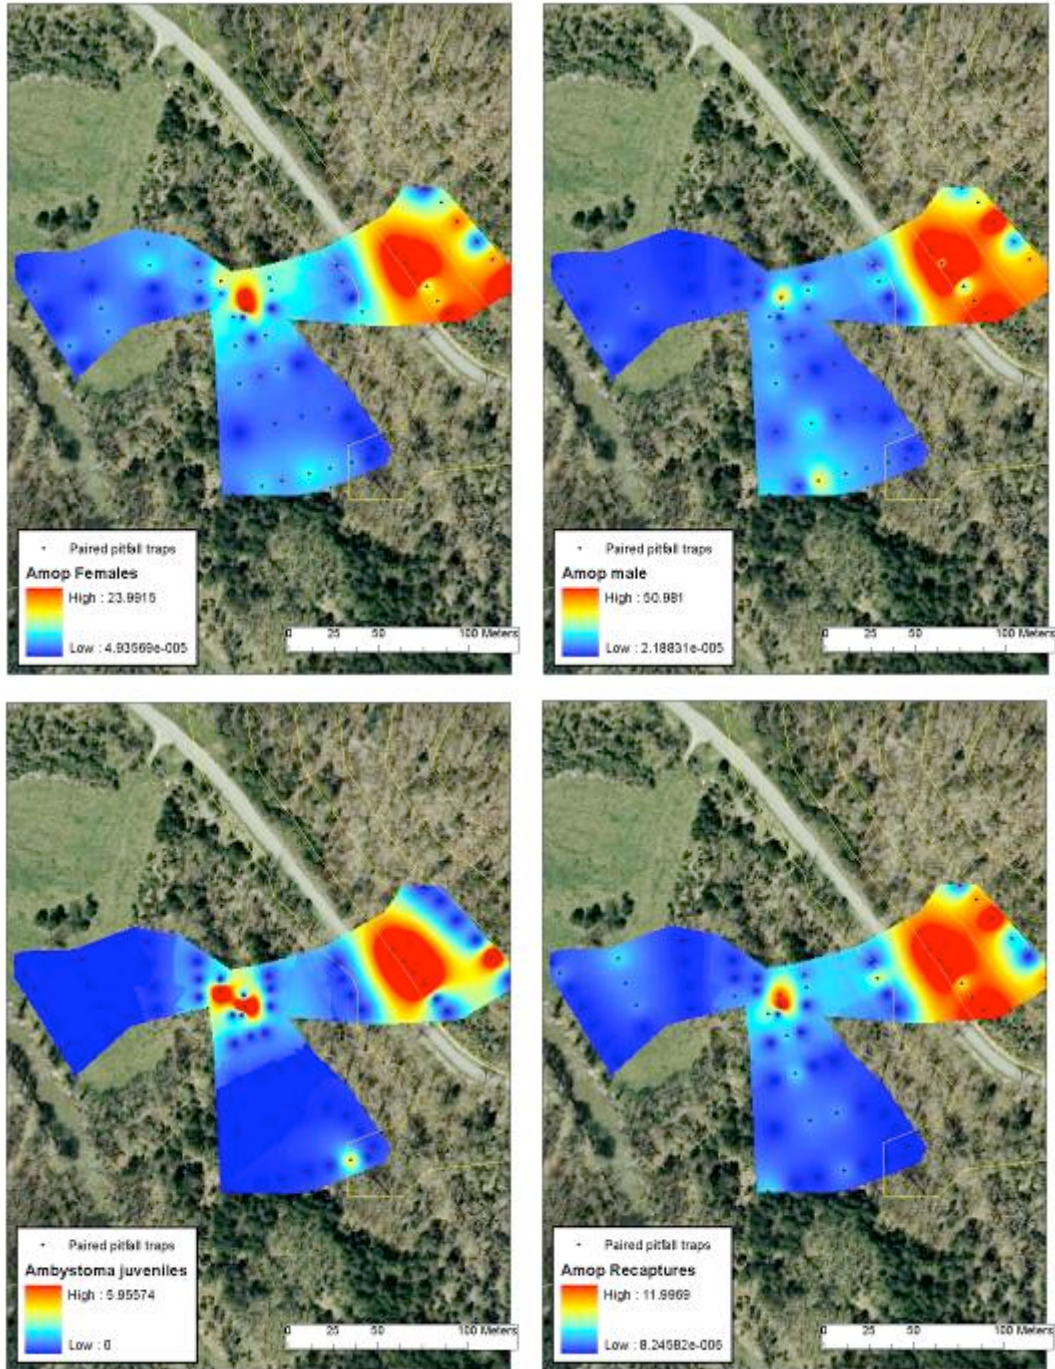 Paired pitfall traps
Amop Females
High : 23.9915
Low : 4.93569e-005
0 25 50 100 Meters
Paired pitfall traps
Amop male
High : 50.981
Low : 2.18831e-005
0 25 50 100 Meters
Paired pitfall traps
Ambystoma juveniles
High : 5.95574
Low : 0
0 25 50 100 Meters
Paired pitfall traps
Amop Recaptures
High : 11.9969
Low : 8.24582e-006
0 25 50 100 Meters